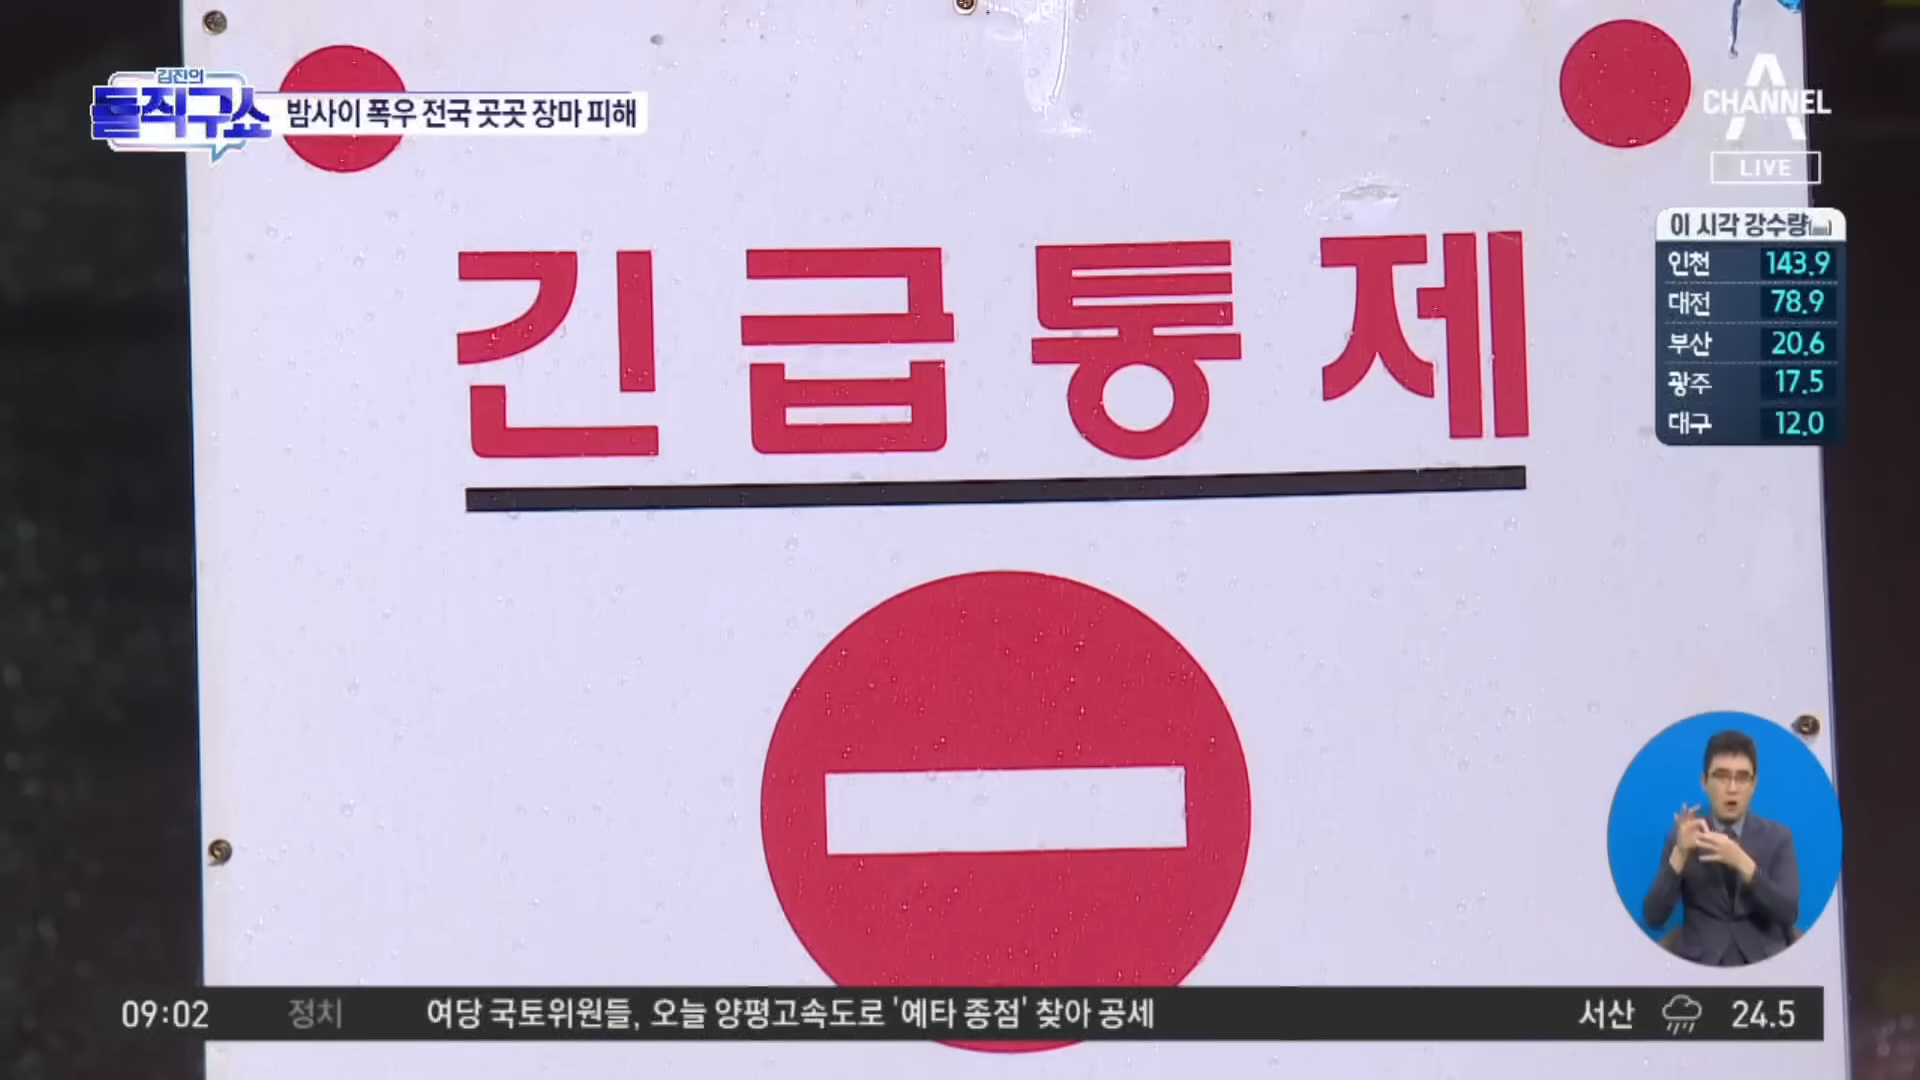 김진의
돌직구쇼
밤사이 폭우 전국 곳곳 장마 피해
CHANNEL A
LIVE
이 시각 강수량(㎜)
인천 143.9
대전 78.9
부산 20.6
광주 17.5
대구 12.0
긴급통제
09:02 정치 여당 국토위원들, 오늘 양평고속도로 '예타 종점' 찾아 공세 서산 24.5